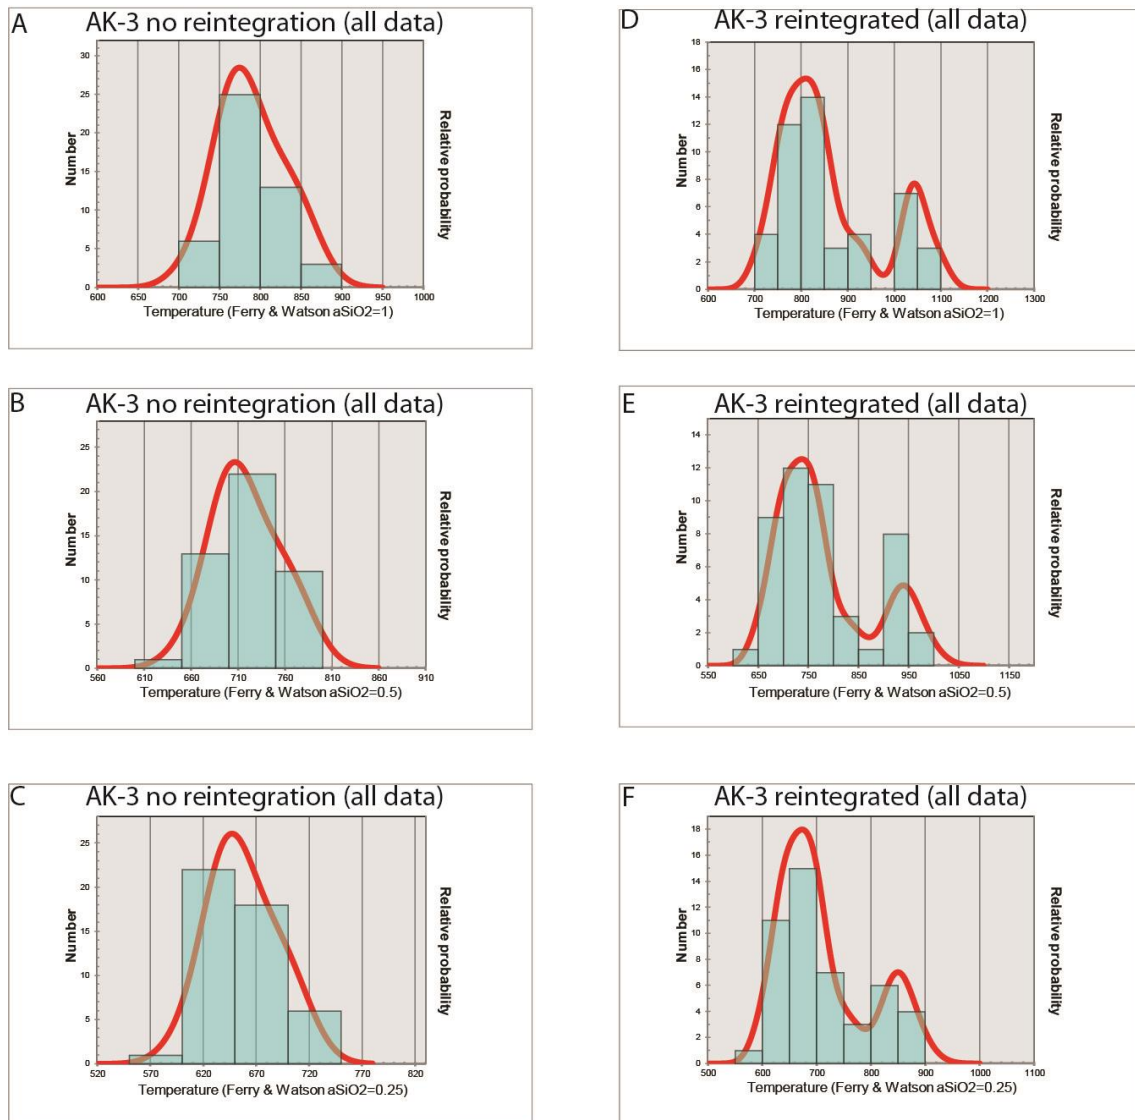 A AK-3 no reintegration (all data)
30
25
20
15
10
5
0
Number
Relative probability
600 650 700 750 800 850 900 950 1000
Temperature (Ferry & Watson aSiO2=1)
D AK-3 reintegrated (all data)
18
16
14
12
10
8
6
4
2
0
Number
Relative probability
600 700 800 900 1000 1100 1200 1300
Temperature (Ferry & Watson aSiO2=1)
B AK-3 no reintegration (all data)
25
20
15
10
5
0
Number
Relative probability
560 610 660 710 760 810 860 910
Temperature (Ferry & Watson aSiO2=0.5)
E AK-3 reintegrated (all data)
14
12
10
8
6
4
2
0
Number
Relative probability
550 650 750 850 950 1050 1150
Temperature (Ferry & Watson aSiO2=0.5)
C AK-3 no reintegration (all data)
25
20
15
10
5
0
Number
Relative probability
520 570 620 670 720 770 820
Temperature (Ferry & Watson aSiO2=0.25)
F AK-3 reintegrated (all data)
18
16
14
12
10
8
6
4
2
0
Number
Relative probability
500 600 700 800 900 1000 1100
Temperature (Ferry & Watson aSiO2=0.25)